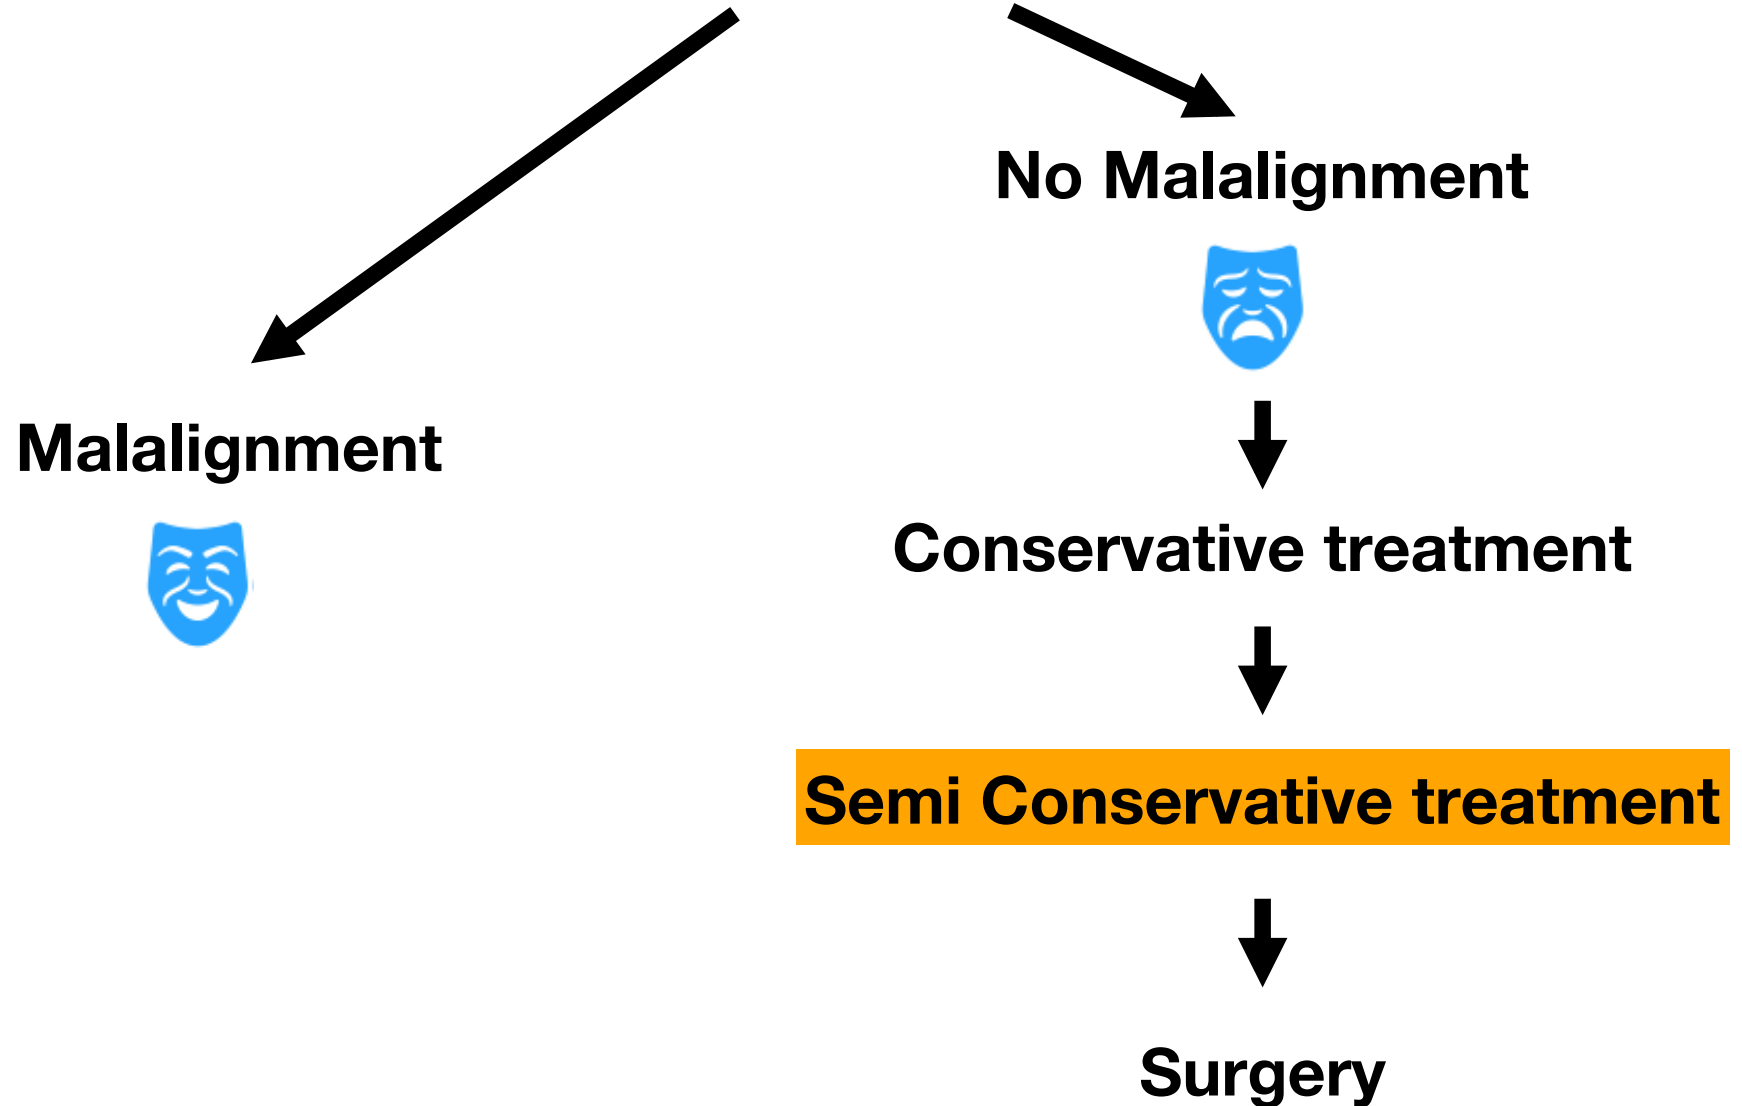 No Malalignment
Malalignment
Conservative treatment
Semi Conservative treatment
Surgery